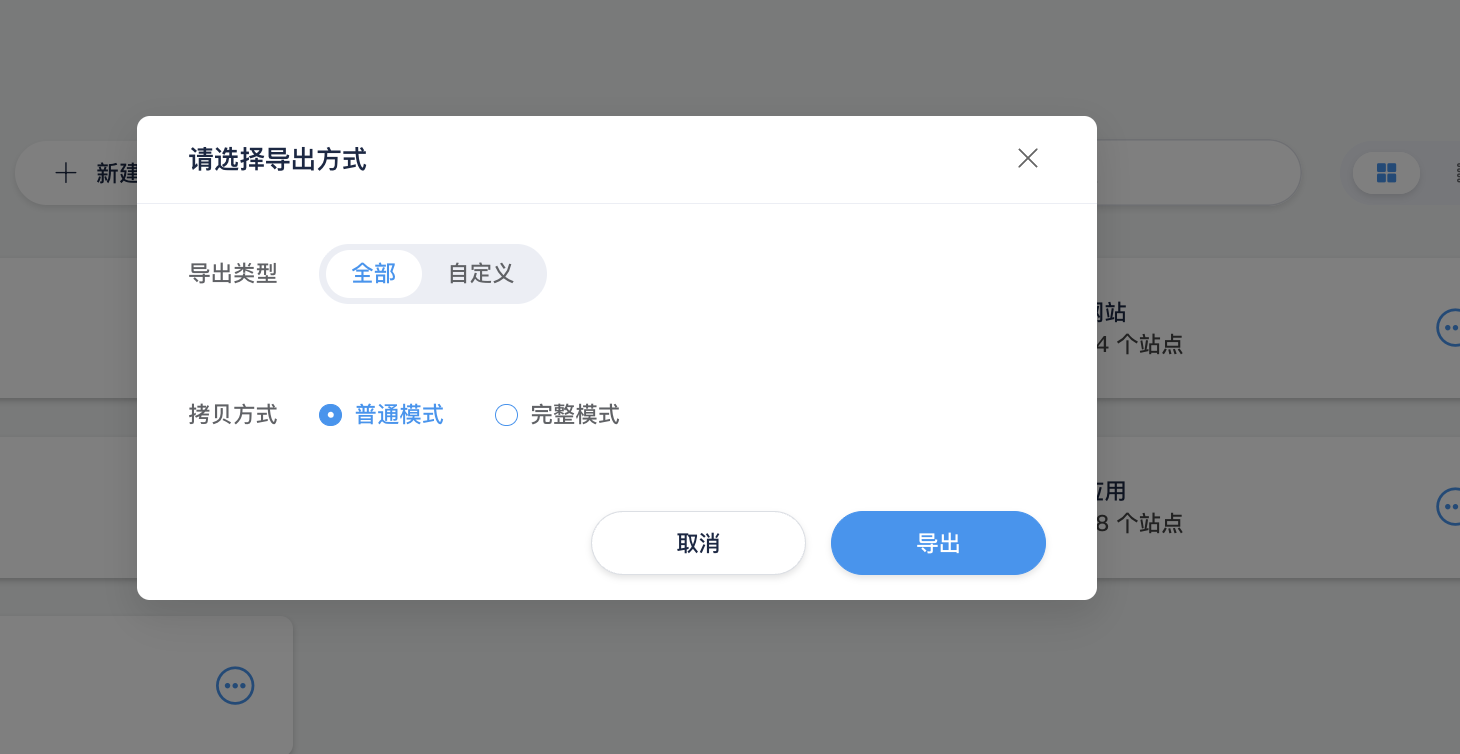 请选择导出方式
新建
导出类型 全部 自定义
网站
4 个站点
拷贝方式 普通模式 完整模式
应用
8 个站点
取消 导出